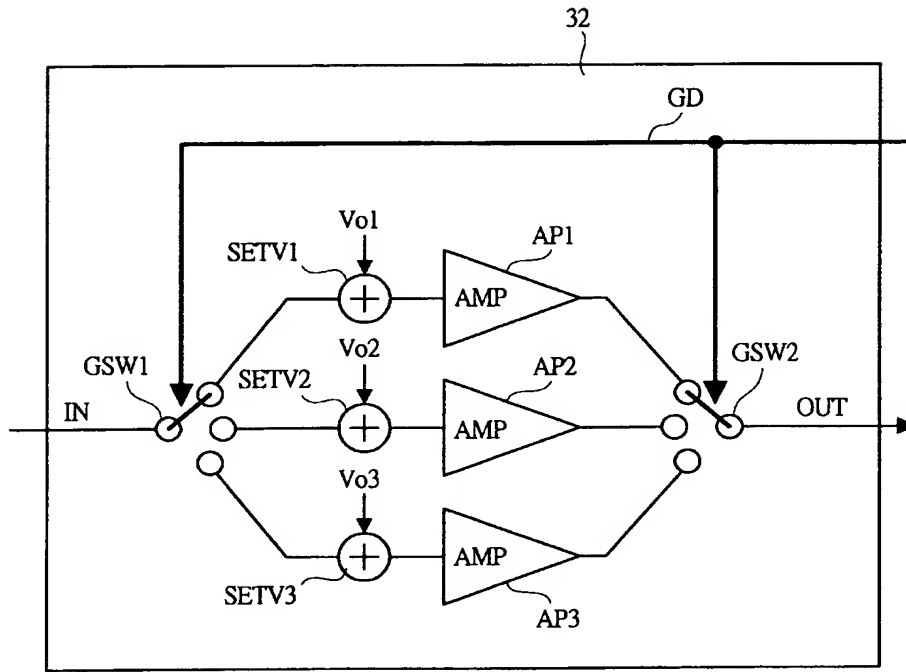 32
GD
Vo1
SETV1
AP1
AMP
Vo2
GSW1
SETV2
AP2
GSW2
IN
AMP
OUT
Vo3
AMP
SETV3
AP3